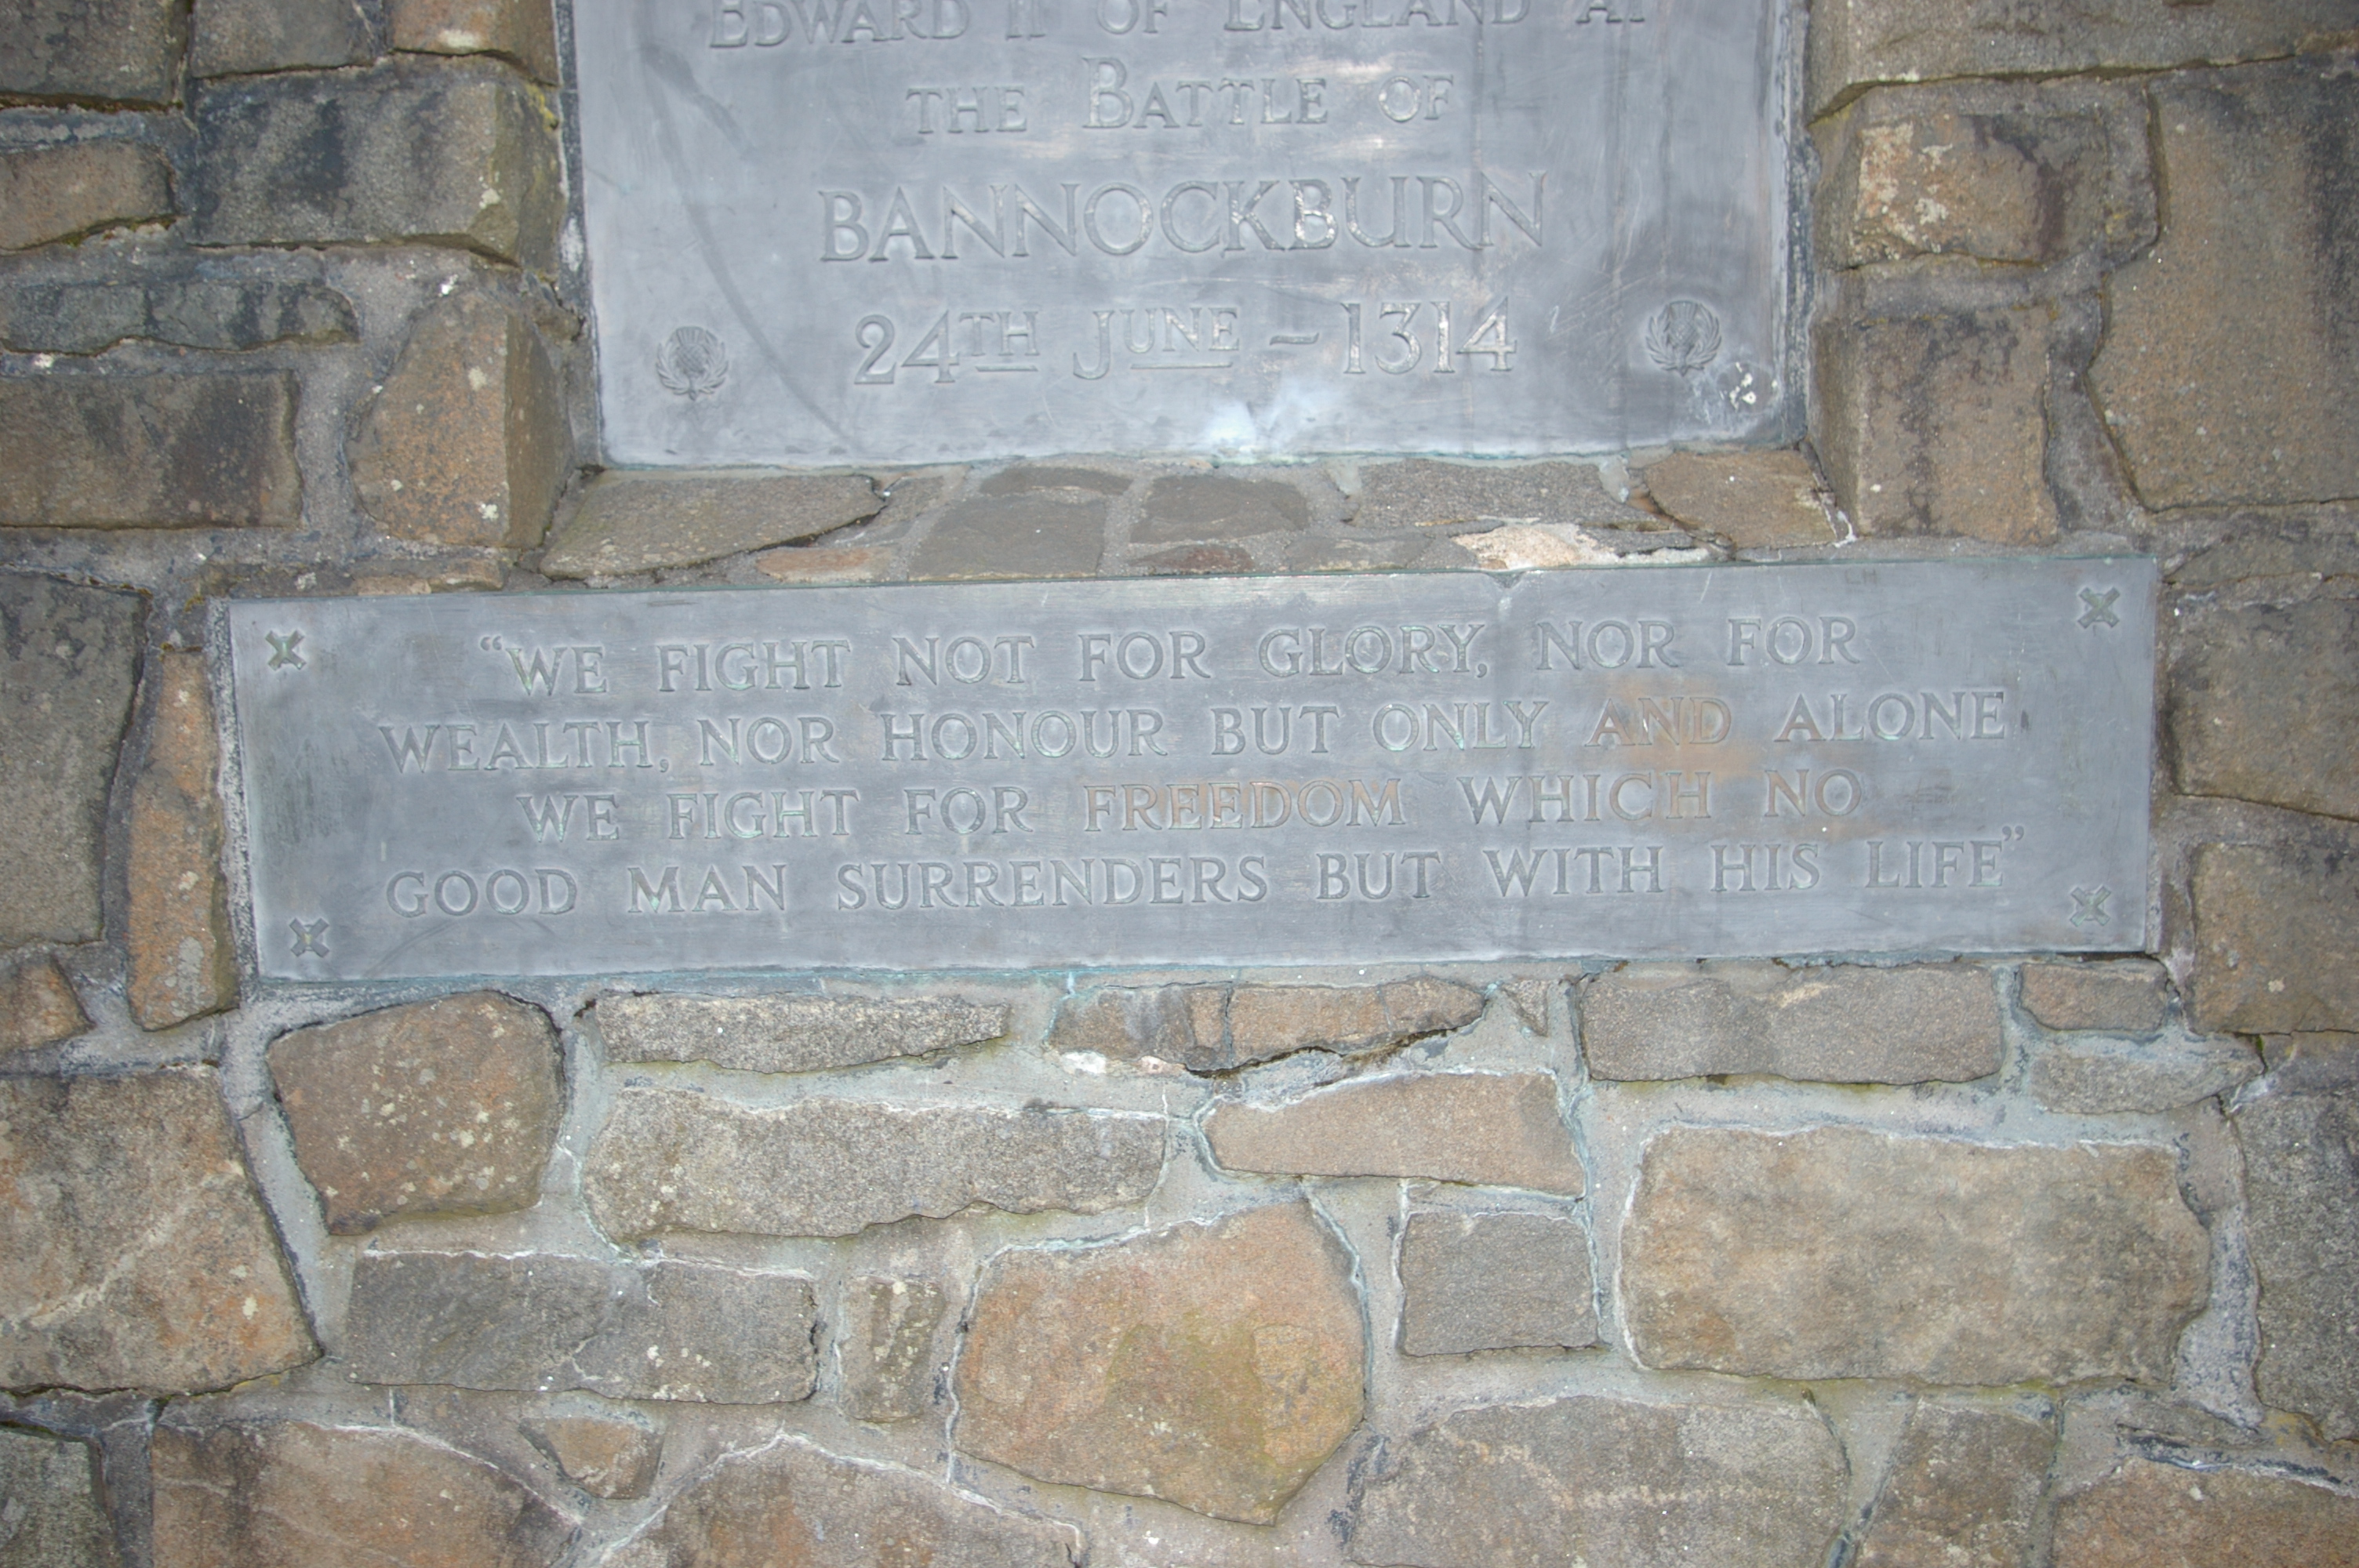 EDWARD II OF ENGLAND AT
THE BATTLE OF
BANNOCKBURN
24TH JUNE – 1314
“WE FIGHT NOT FOR GLORY, NOR FOR
WEALTH, NOR HONOUR BUT ONLY AND ALONE
WE FIGHT FOR FREEDOM WHICH NO
GOOD MAN SURRENDERS BUT WITH HIS LIFE”